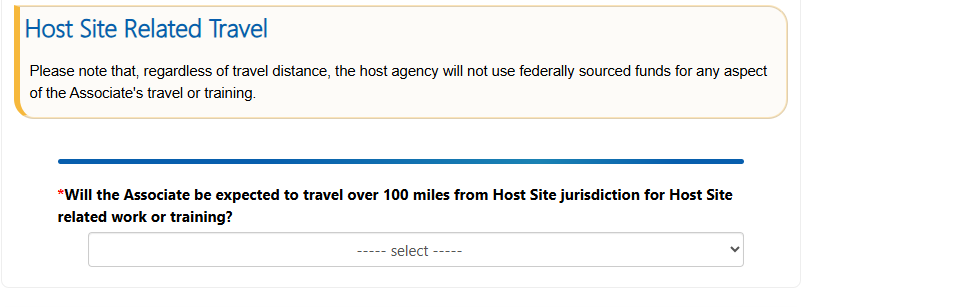 Host Site Related Travel
Please note that, regardless of travel distance, the host agency will not use federally sourced funds for any aspect
of the Associate's travel or training.
*Will the Associate be expected to travel over 100 miles from Host Site jurisdiction for Host Site
related work or training?
----- select -----